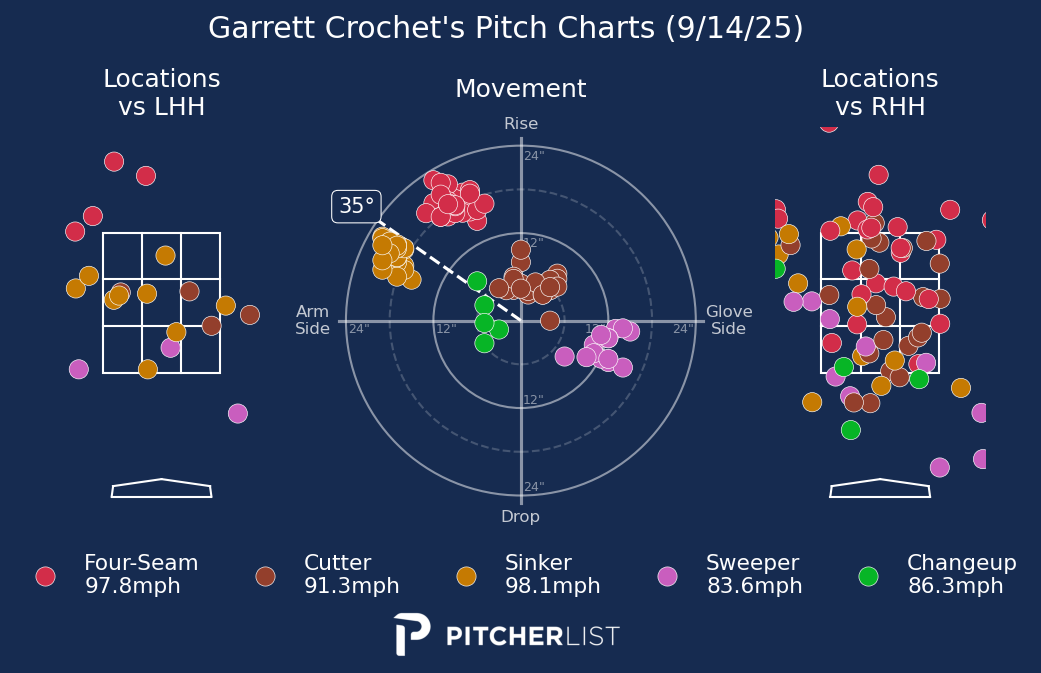 Garrett Crochet's Pitch Charts (9/14/25)
Locations
vs LHH
Movement
Locations
vs RHH
Rise
24"
35°
12"
Arm
Side
24"
12"
12"
24"
Glove
Side
12"
24"
Drop
Four-Seam
97.8mph
Cutter
91.3mph
Sinker
98.1mph
Sweeper
83.6mph
Changeup
86.3mph
PITCHERLIST